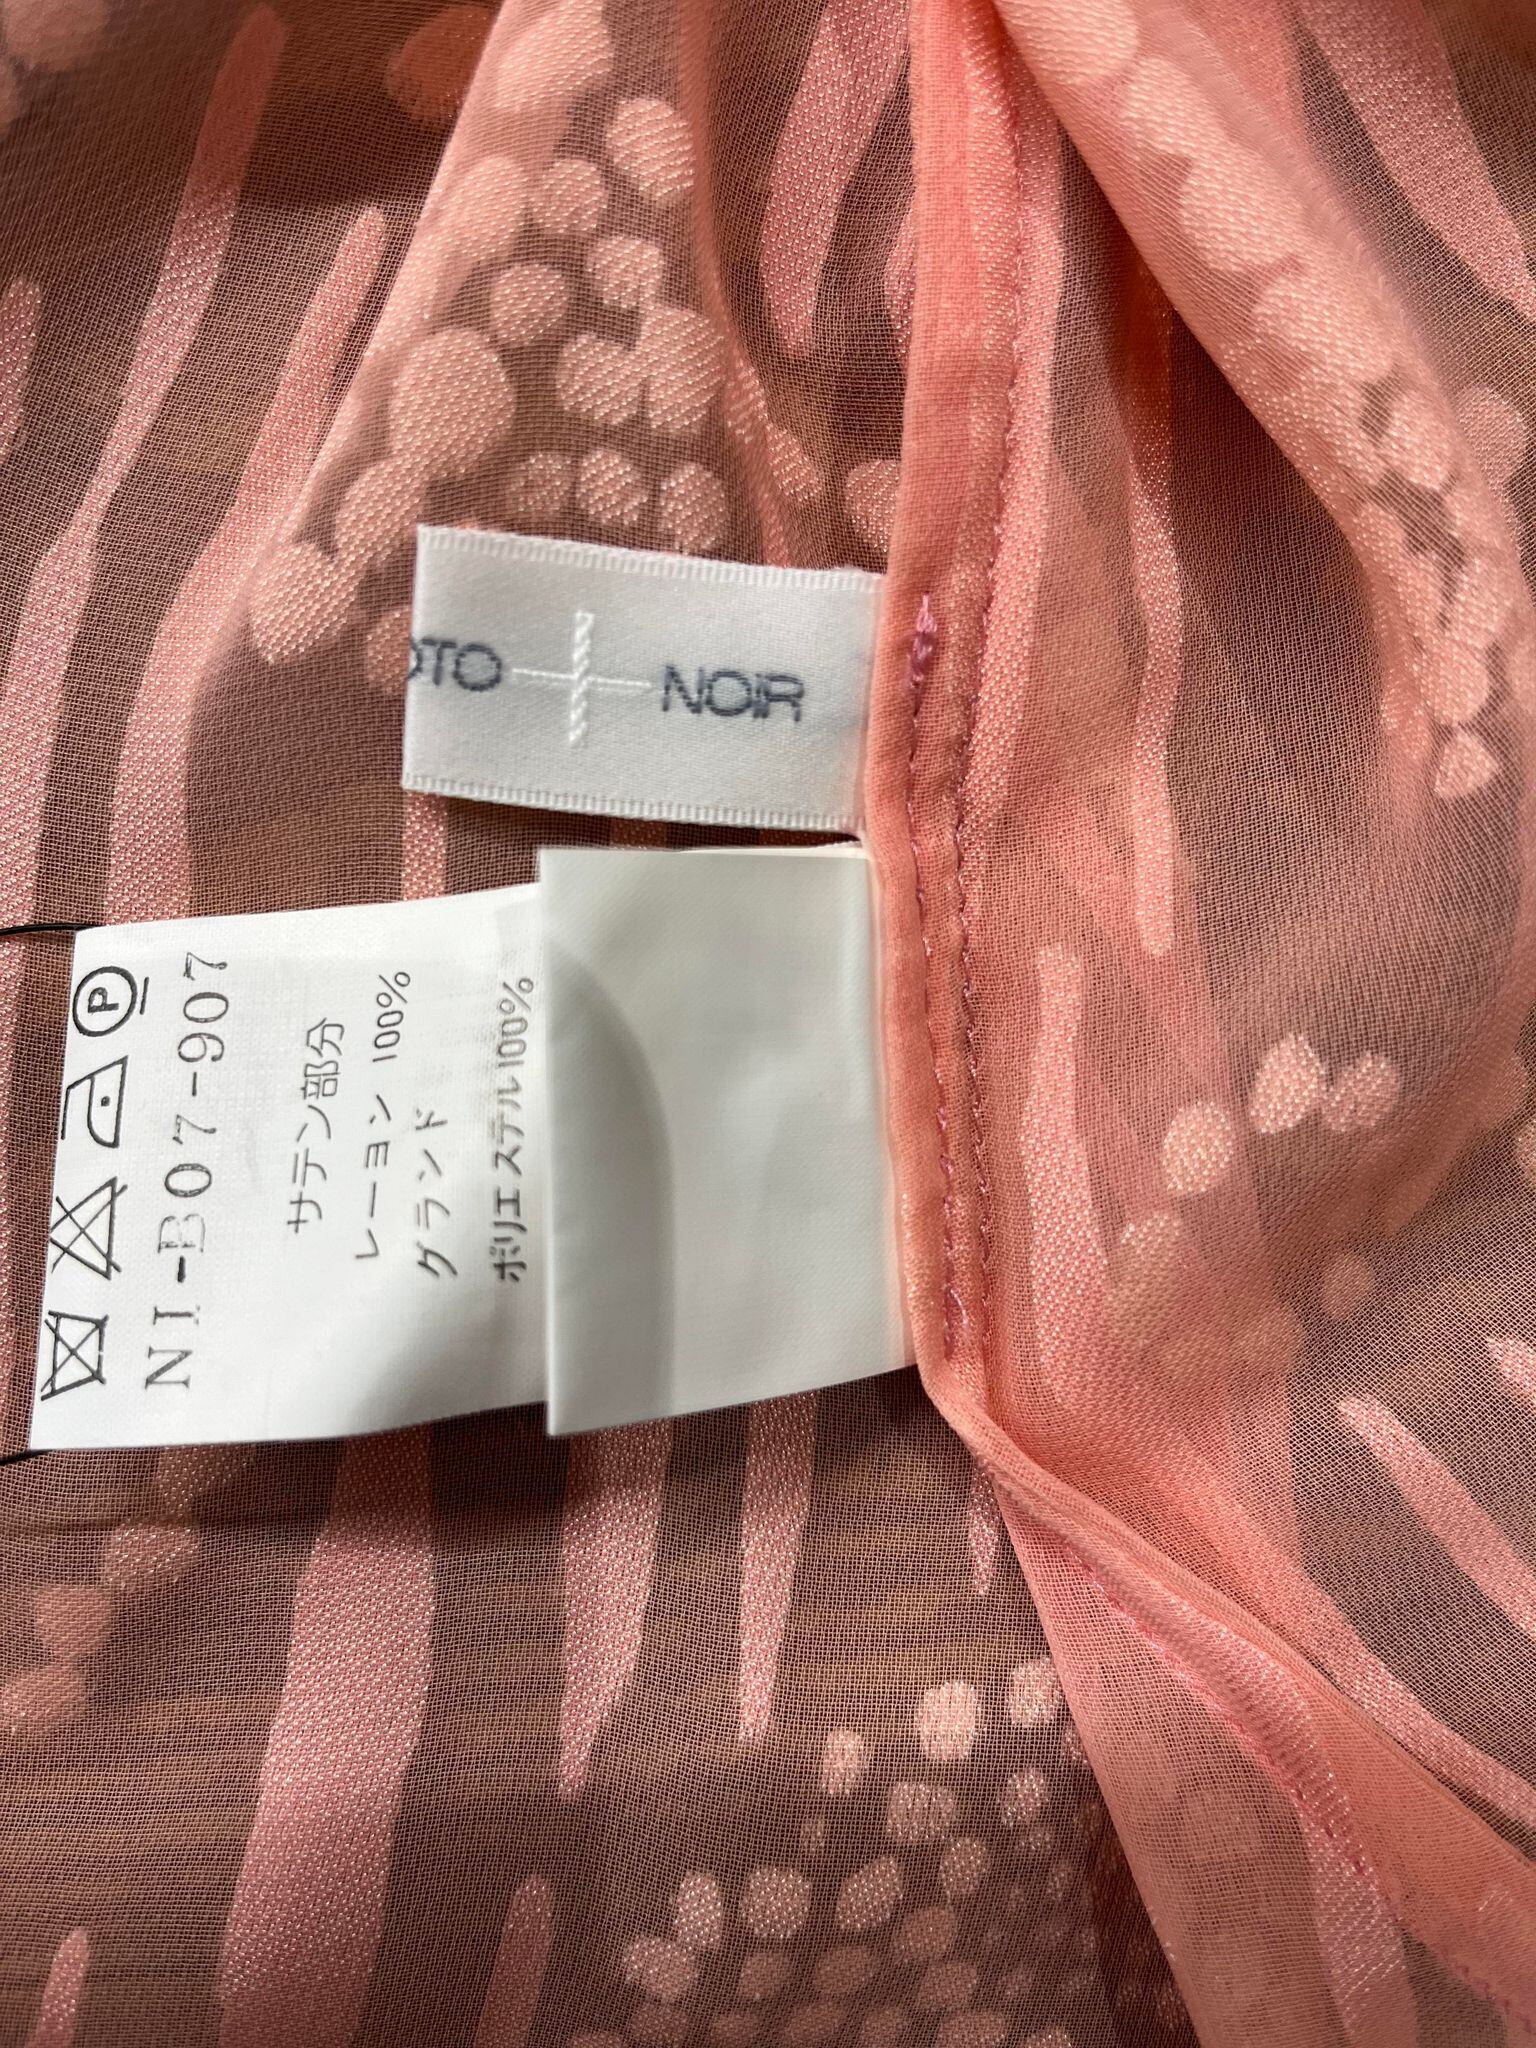 OTO NOIR
サテン部分
レーヨン 100%
グランド
ポリエステル100%
NI-B07-907
P